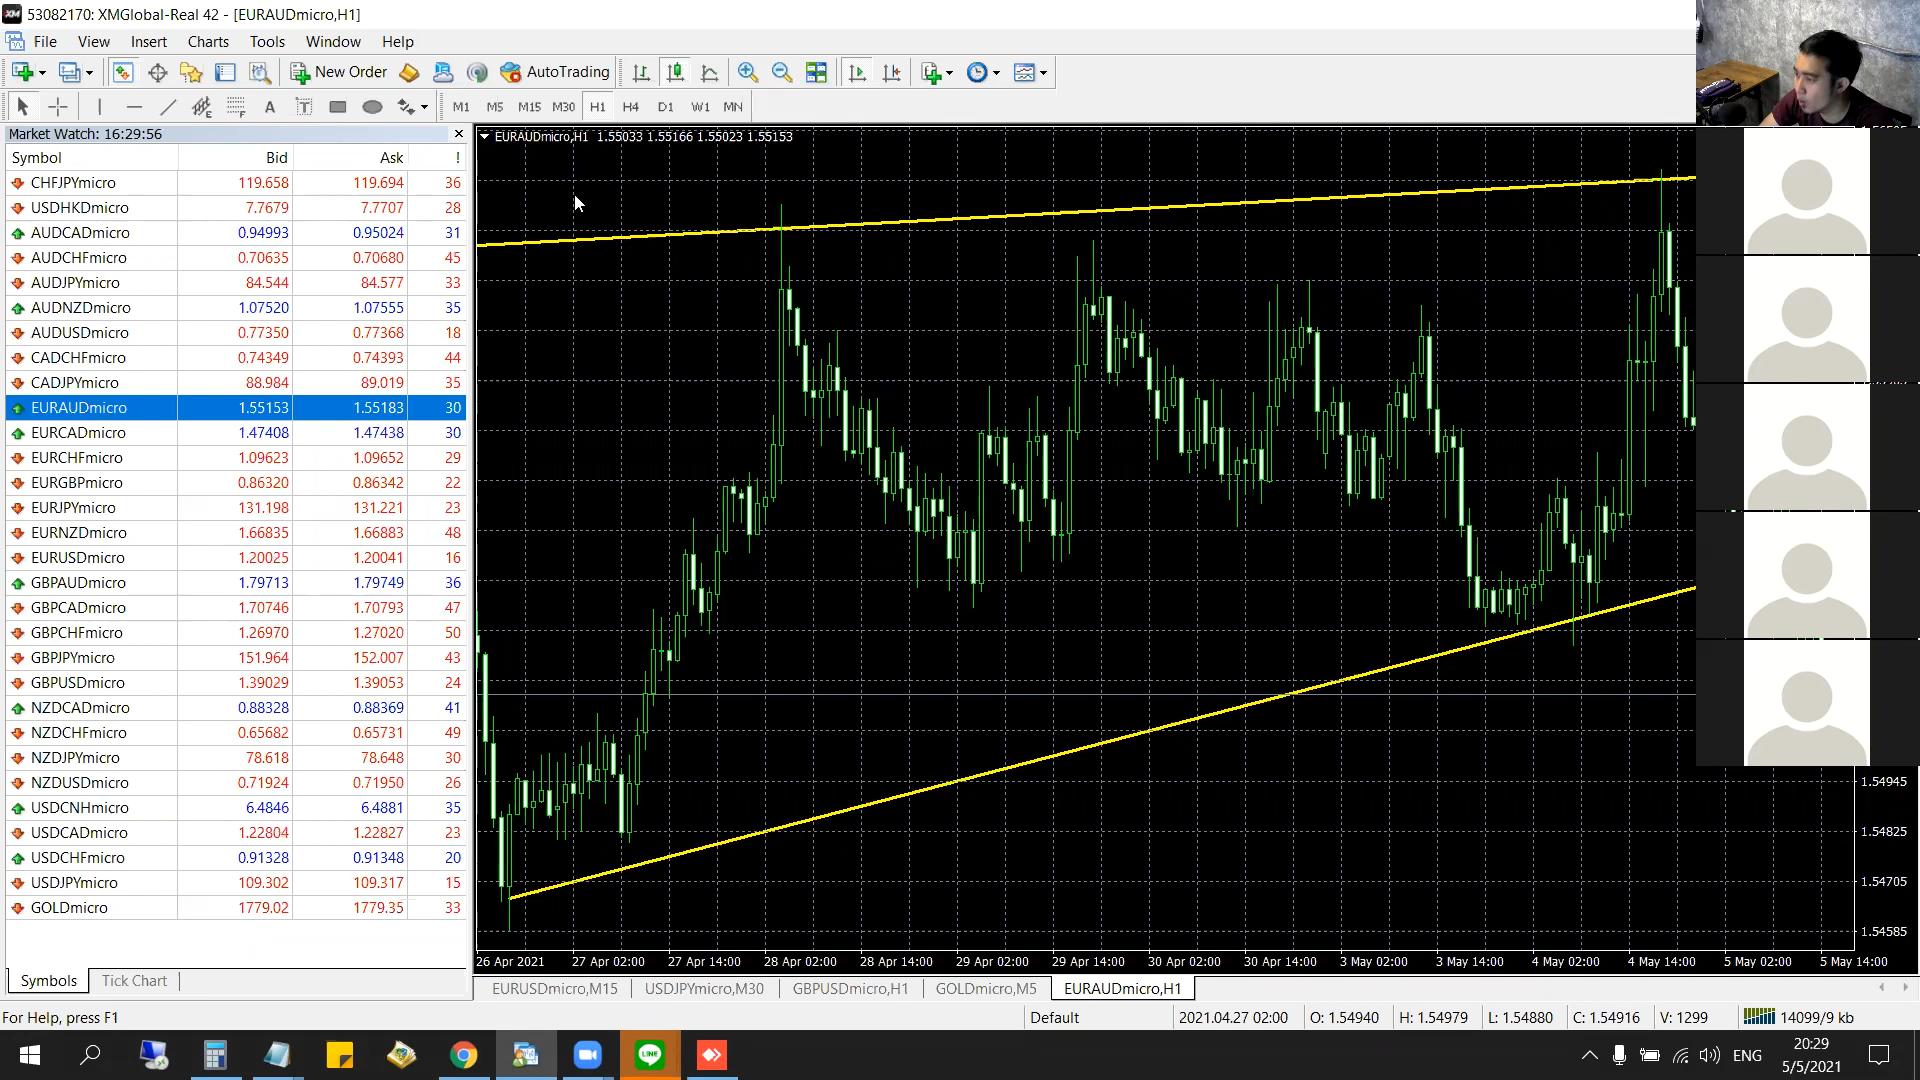 53082170: XMGlobal-Real 42 - [EURAUDmicro,H1]
File View Insert Charts Tools Window Help
New Order AutoTrading
M1 M5 M15 M30 H1 H4 D1 W1 MN
Market Watch: 16:29:56
Symbol Bid Ask !
CHFJPYmicro 119.658 119.694 36
USDHKDmicro 7.7679 7.7707 28
AUDCADmicro 0.94993 0.95024 31
AUDCHFmicro 0.70635 0.70680 45
AUDJPYmicro 84.544 84.577 33
AUDNZDmicro 1.07520 1.07555 35
AUDUSDmicro 0.77350 0.77368 18
CADCHFmicro 0.74349 0.74393 44
CADJPYmicro 88.984 89.019 35
EURAUDmicro 1.55153 1.55183 30
EURCADmicro 1.47408 1.47438 30
EURCHFmicro 1.09623 1.09652 29
EURGBPmicro 0.86320 0.86342 22
EURJPYmicro 131.198 131.221 23
EURNZDmicro 1.66835 1.66883 48
EURUSDmicro 1.20025 1.20041 16
GBPAUDmicro 1.79713 1.79749 36
GBPCADmicro 1.70746 1.70793 47
GBPCHFmicro 1.26970 1.27020 50
GBPJPYmicro 151.964 152.007 43
GBPUSDmicro 1.39029 1.39053 24
NZDCADmicro 0.88328 0.88369 41
NZDCHFmicro 0.65682 0.65731 49
NZDJPYmicro 78.618 78.648 30
NZDUSDmicro 0.71924 0.71950 26
USDCNHmicro 6.4846 6.4881 35
USDCADmicro 1.22804 1.22827 23
USDCHFmicro 0.91328 0.91348 20
USDJPYmicro 109.302 109.317 15
GOLDmicro 1779.02 1779.35 33
Symbols Tick Chart
EURAUDmicro,H1 1.55033 1.55166 1.55023 1.55153
1.54945
1.54825
1.54705
1.54585
26 Apr 2021 27 Apr 02:00 27 Apr 14:00 28 Apr 02:00 28 Apr 14:00 29 Apr 02:00 29 Apr 14:00 30 Apr 02:00 30 Apr 14:00 3 May 02:00 3 May 14:00 4 May 02:00 4 May 14:00 5 May 02:00 5 May 14:00
EURUSDmicro,M15 USDJPYmicro,M30 GBPUSDmicro,H1 GOLDmicro,M5 EURAUDmicro,H1
For Help, press F1 Default 2021.04.27 02:00 O: 1.54940 H: 1.54979 L: 1.54880 C: 1.54916 V: 1299 14099/9 kb
LINE
ENG
20:29
5/5/2021